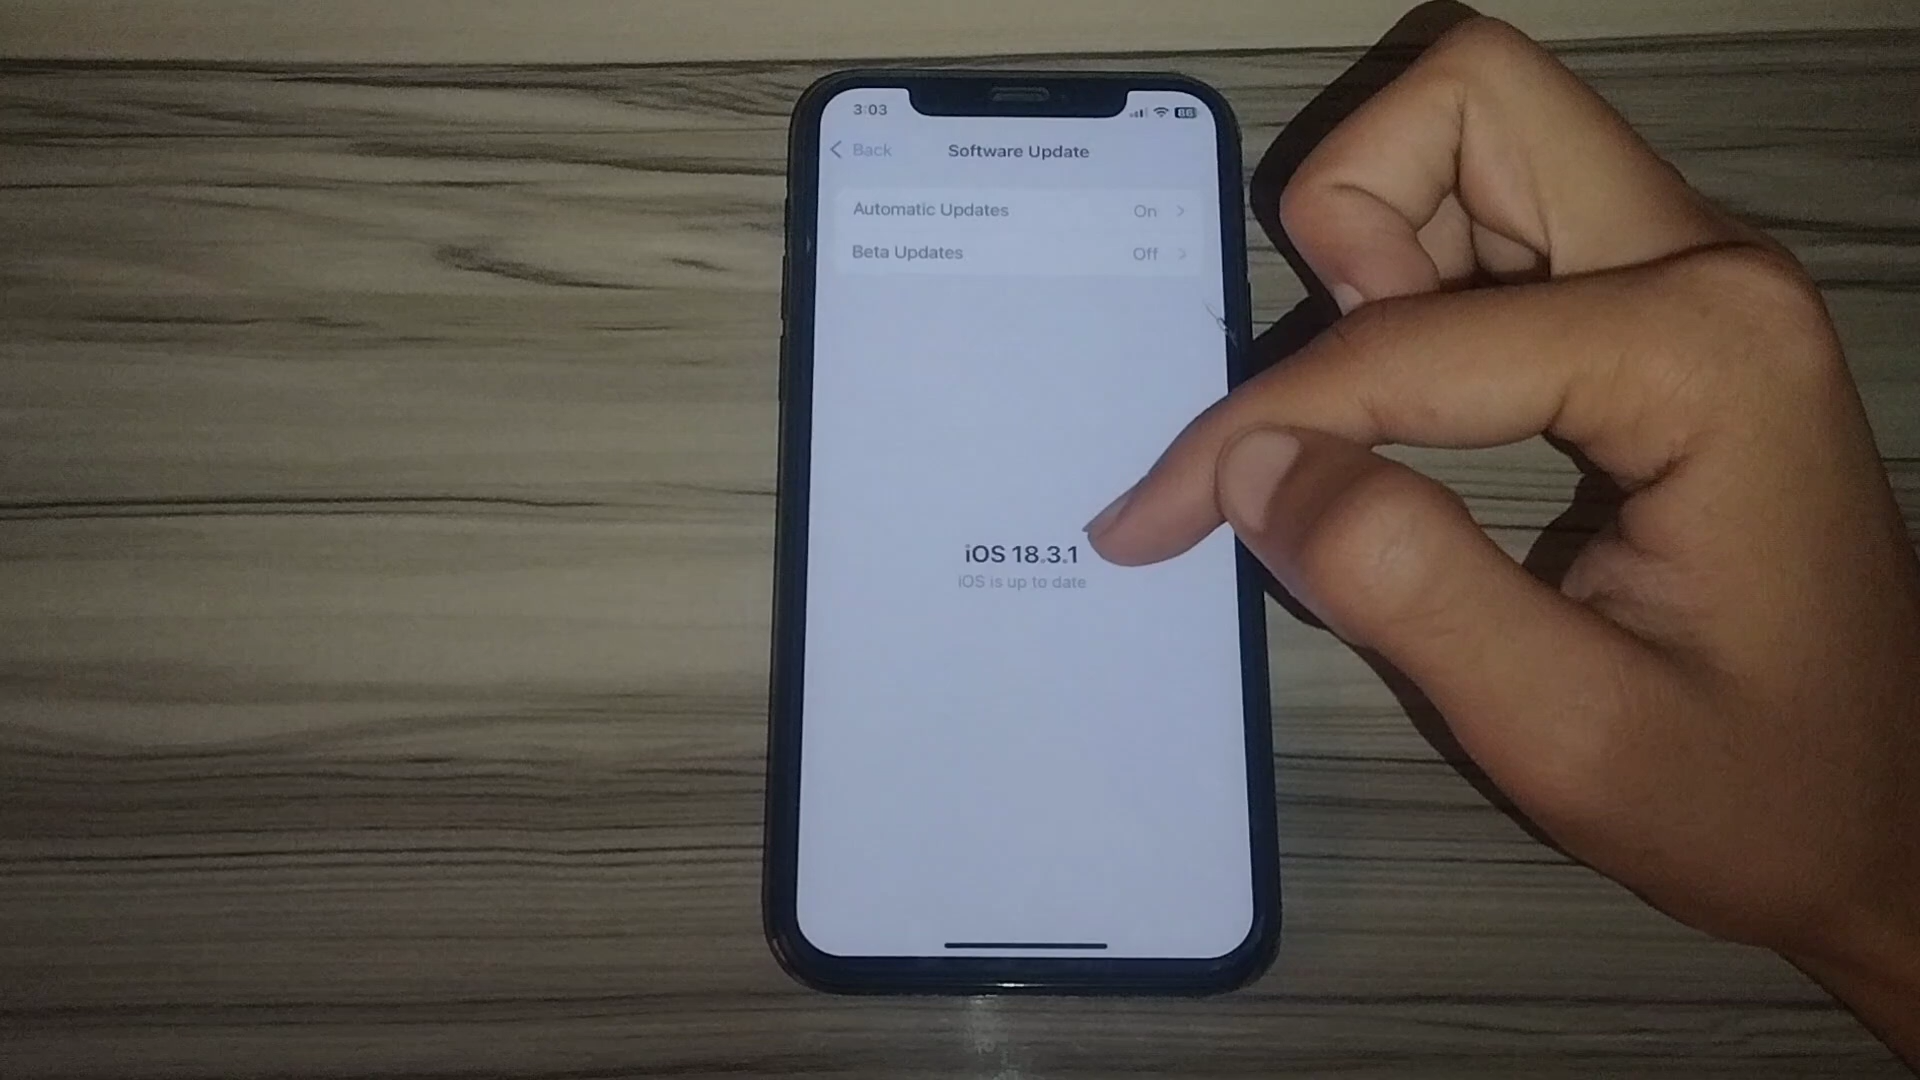 3:03
Back
Software Update
Automatic Updates On
Beta Updates Off
iOS 18.3.1
iOS is up to date